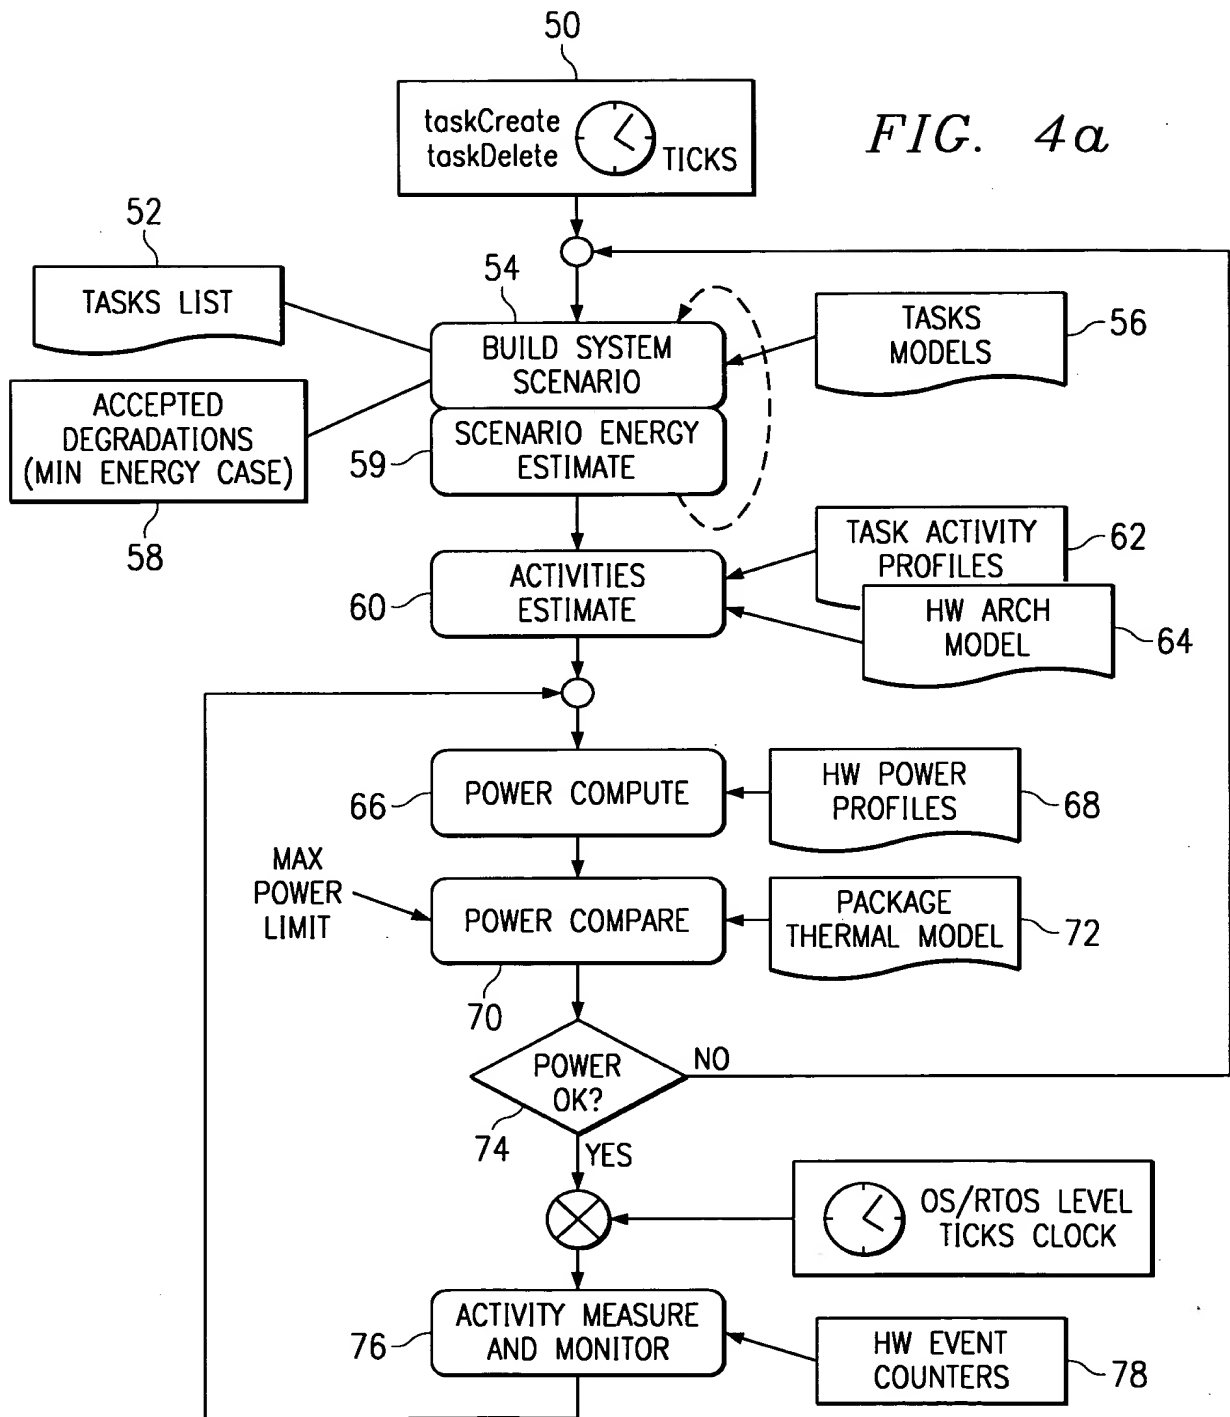 50
taskCreate
taskDelete
TICKS
FIG. 4a
52
TASKS LIST
54
BUILD SYSTEM
SCENARIO
TASKS
MODELS
56
ACCEPTED
DEGRADATIONS
(MIN ENERGY CASE)
58
59
SCENARIO ENERGY
ESTIMATE
60
ACTIVITIES
ESTIMATE
TASK ACTIVITY
PROFILES
62
HW ARCH
MODEL
64
66
POWER COMPUTE
HW POWER
PROFILES
68
MAX
POWER
LIMIT
POWER COMPARE
70
PACKAGE
THERMAL MODEL
72
POWER
OK?
74
NO
YES
OS/RTOS LEVEL
TICKS CLOCK
76
ACTIVITY MEASURE
AND MONITOR
HW EVENT
COUNTERS
78